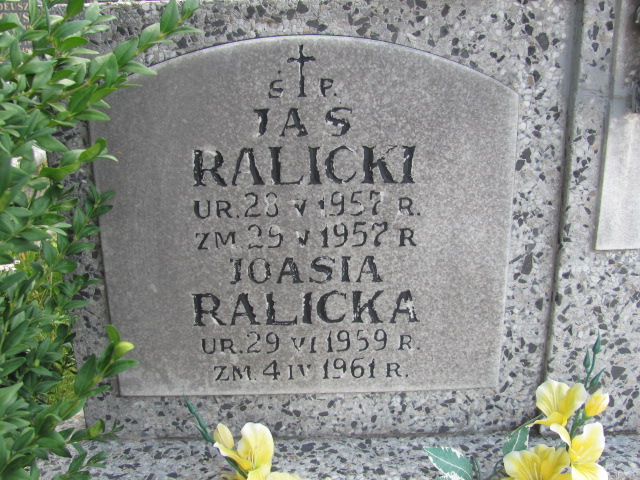 Ś. P.
JAŚ
RALICKI
UR. 28 V 1957 R.
ZM 29 V 1957 R
JOASIA
RALICKA
UR. 29 VI 1959 R.
ZM. 4 IV 1961 R.